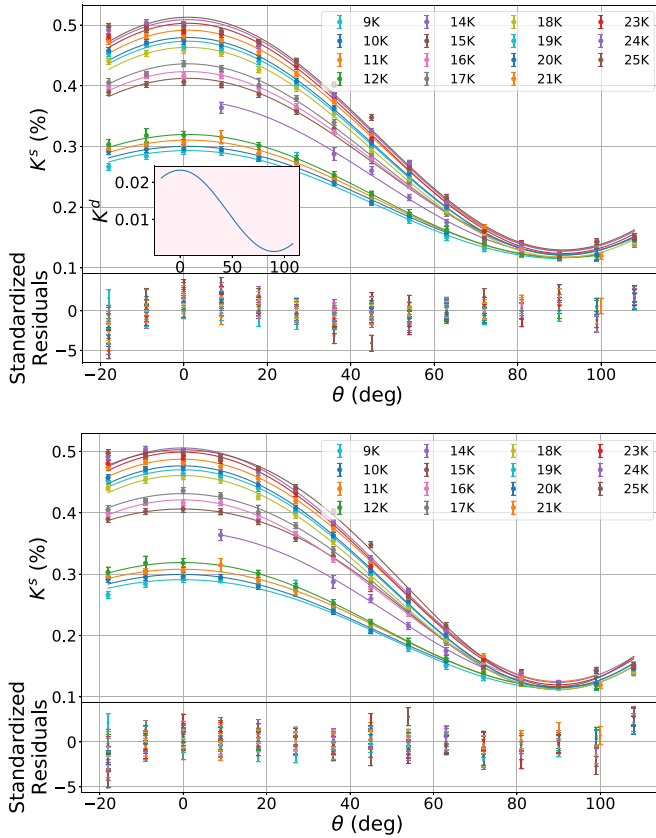 0.5
0.4
0.3
0.2
0.1
K^s (%)
9K 14K 18K 23K
10K 15K 19K 24K
11K 16K 20K 25K
12K 17K 21K
K^d
0.02
0.01
0 50 100
Standardized
Residuals
0
−5
−20 0 20 40 60 80 100
θ (deg)
0.5
0.4
0.3
0.2
0.1
K^s (%)
9K 14K 18K 23K
10K 15K 19K 24K
11K 16K 20K 25K
12K 17K 21K
Standardized
Residuals
0
−5
−20 0 20 40 60 80 100
θ (deg)